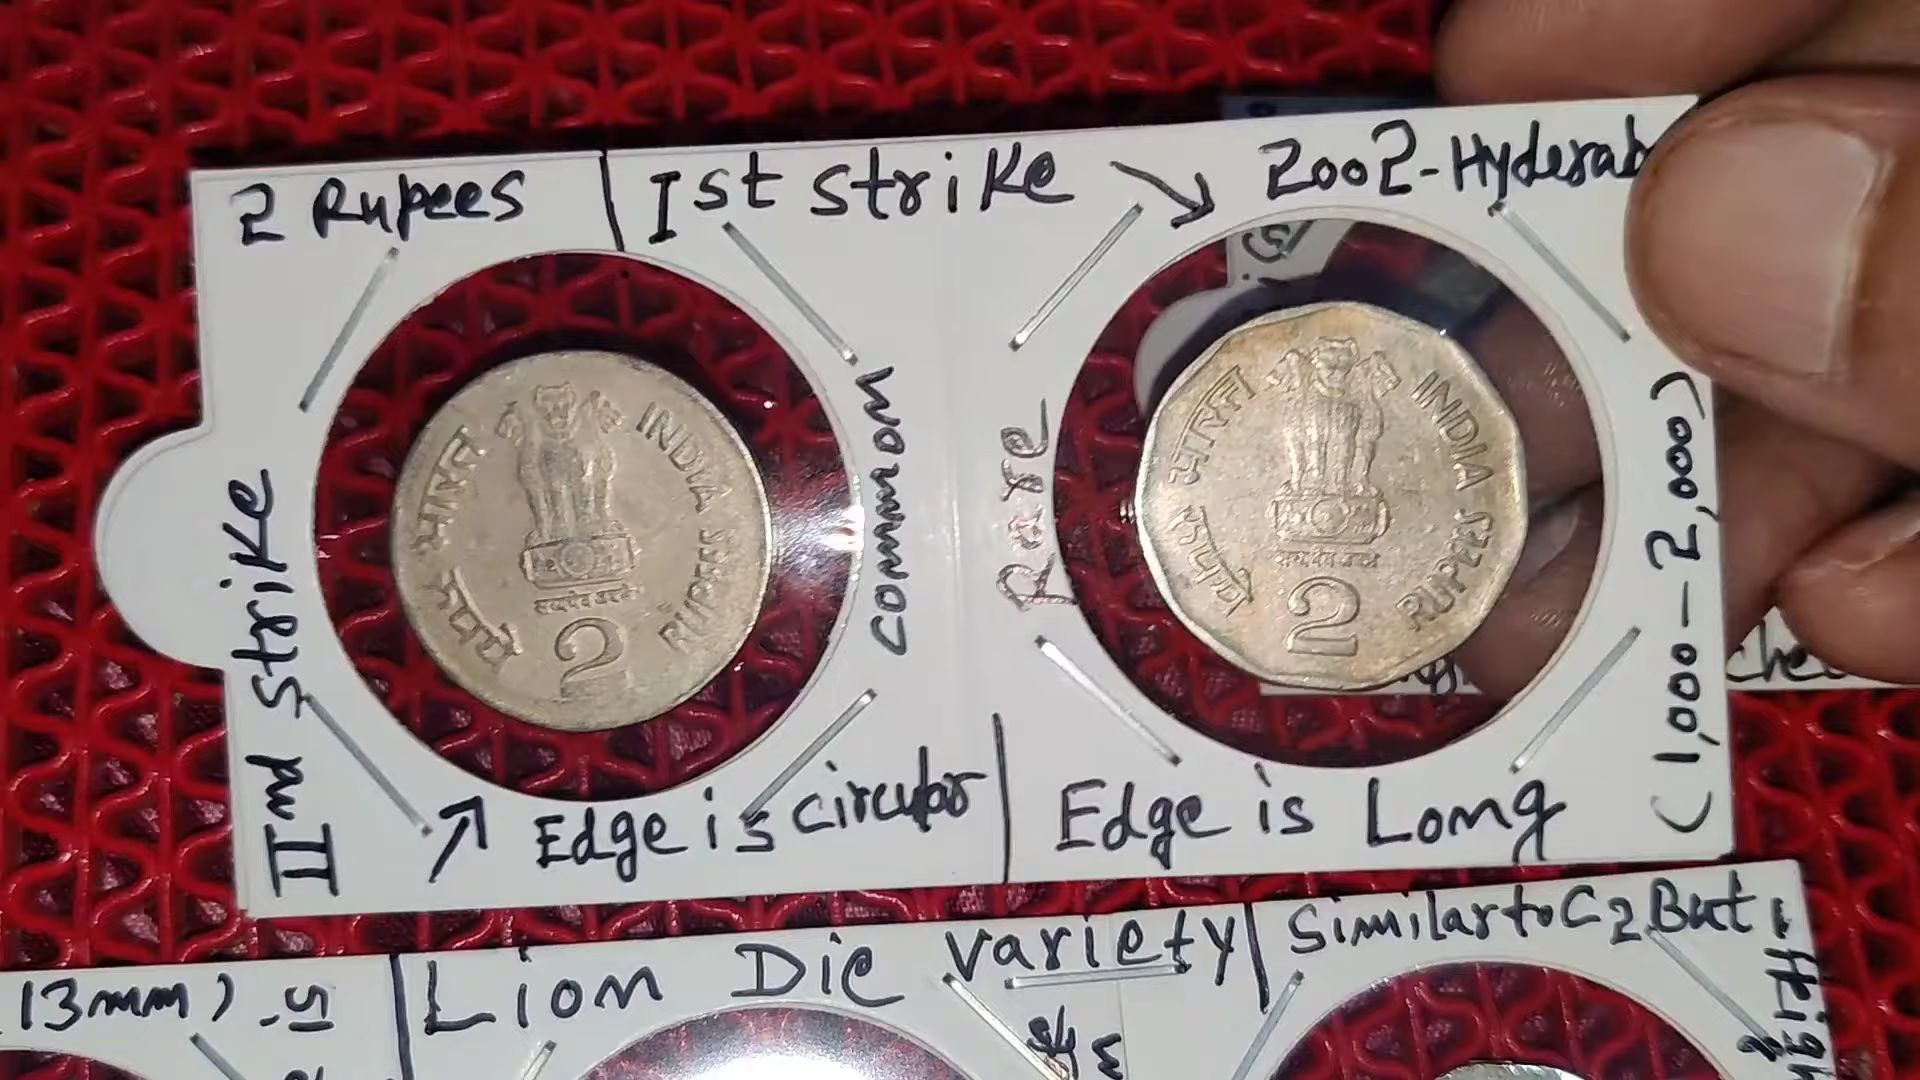 2 Rupees | Ist strike → 2002-Hyderab
IInd strike
common
Rare
(1,000-2,000)
भारत
INDIA
रुपये
RUPEES
सत्यमेव जयते
2
भारत
INDIA
रुपये
RUPEES
सत्यमेव जयते
2
Edge is circular | Edge is Long
13mm)
Lion Die variety | Similar to C2 But